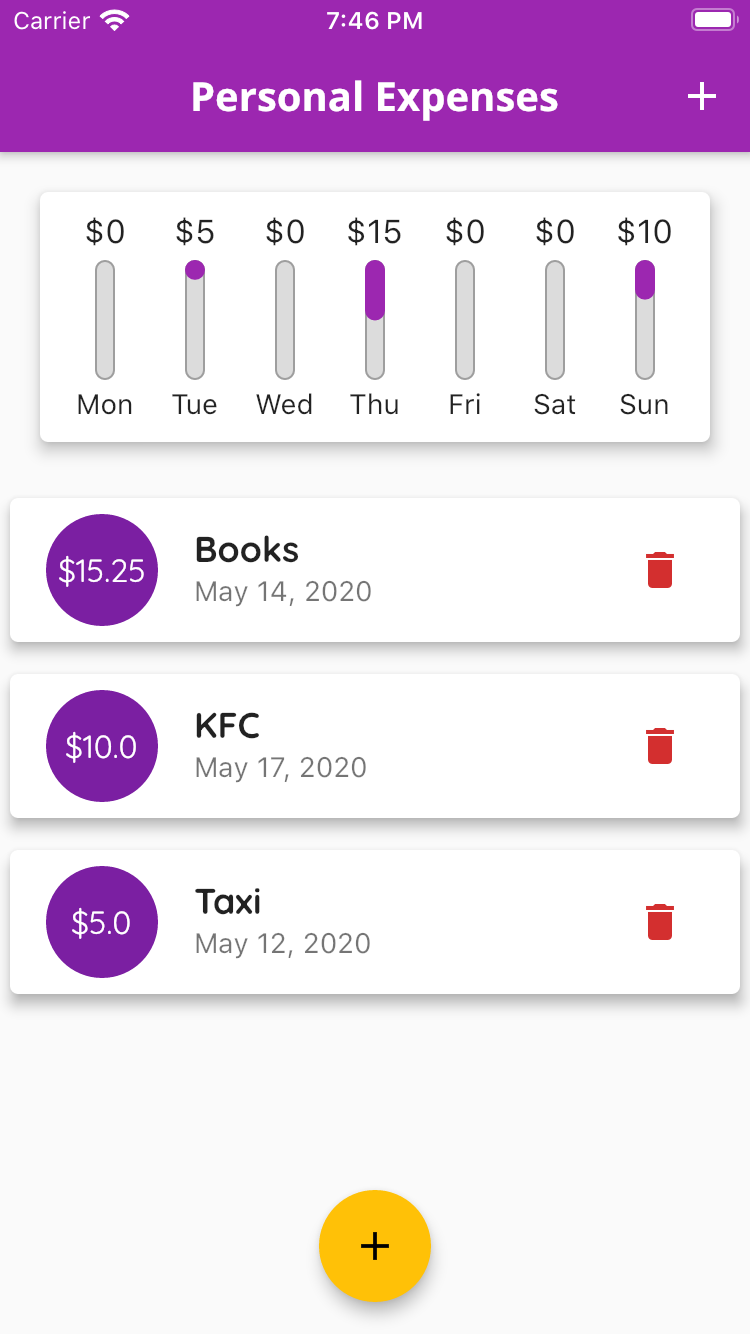 Carrier 7:46 PM
Personal Expenses +
$0 $5 $0 $15 $0 $0 $10
Mon Tue Wed Thu Fri Sat Sun
$15.25
Books
May 14, 2020
$10.0
KFC
May 17, 2020
$5.0
Taxi
May 12, 2020
+